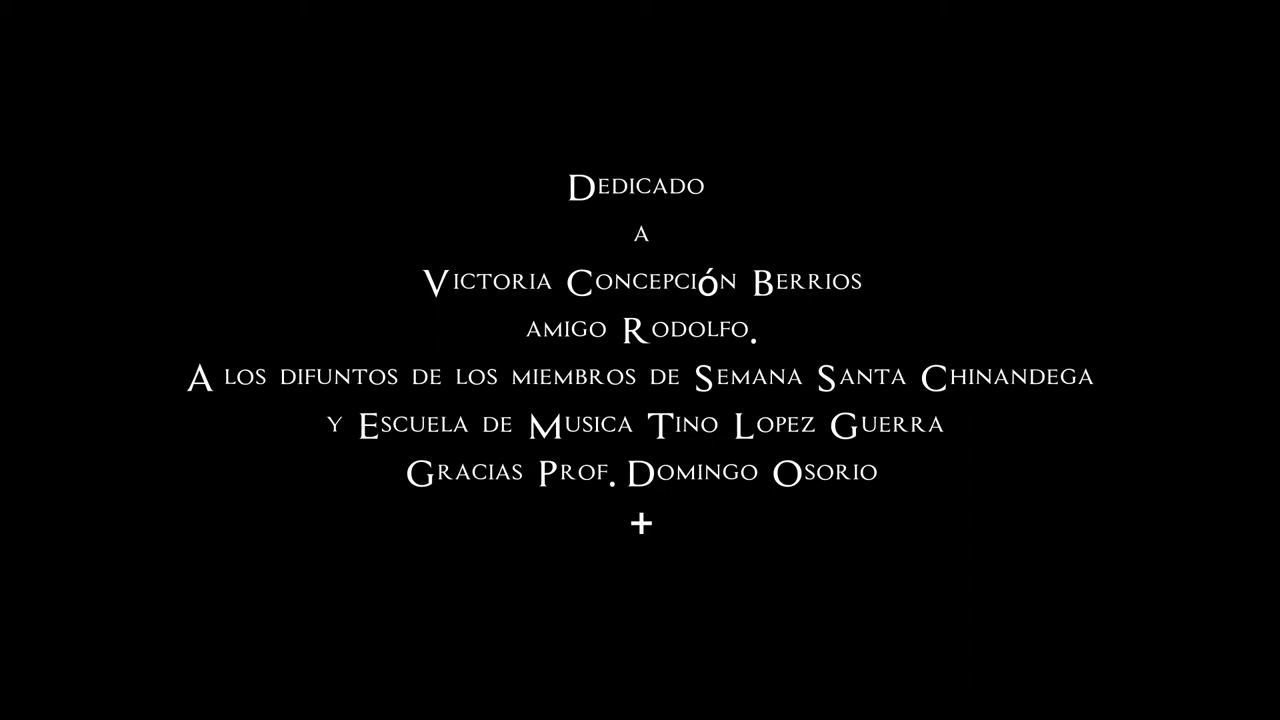 Dedicado
a
Victoria Concepción Berrios
amigo Rodolfo.
A los difuntos de los miembros de Semana Santa Chinandega
y Escuela de Musica Tino Lopez Guerra
Gracias Prof. Domingo Osorio
+